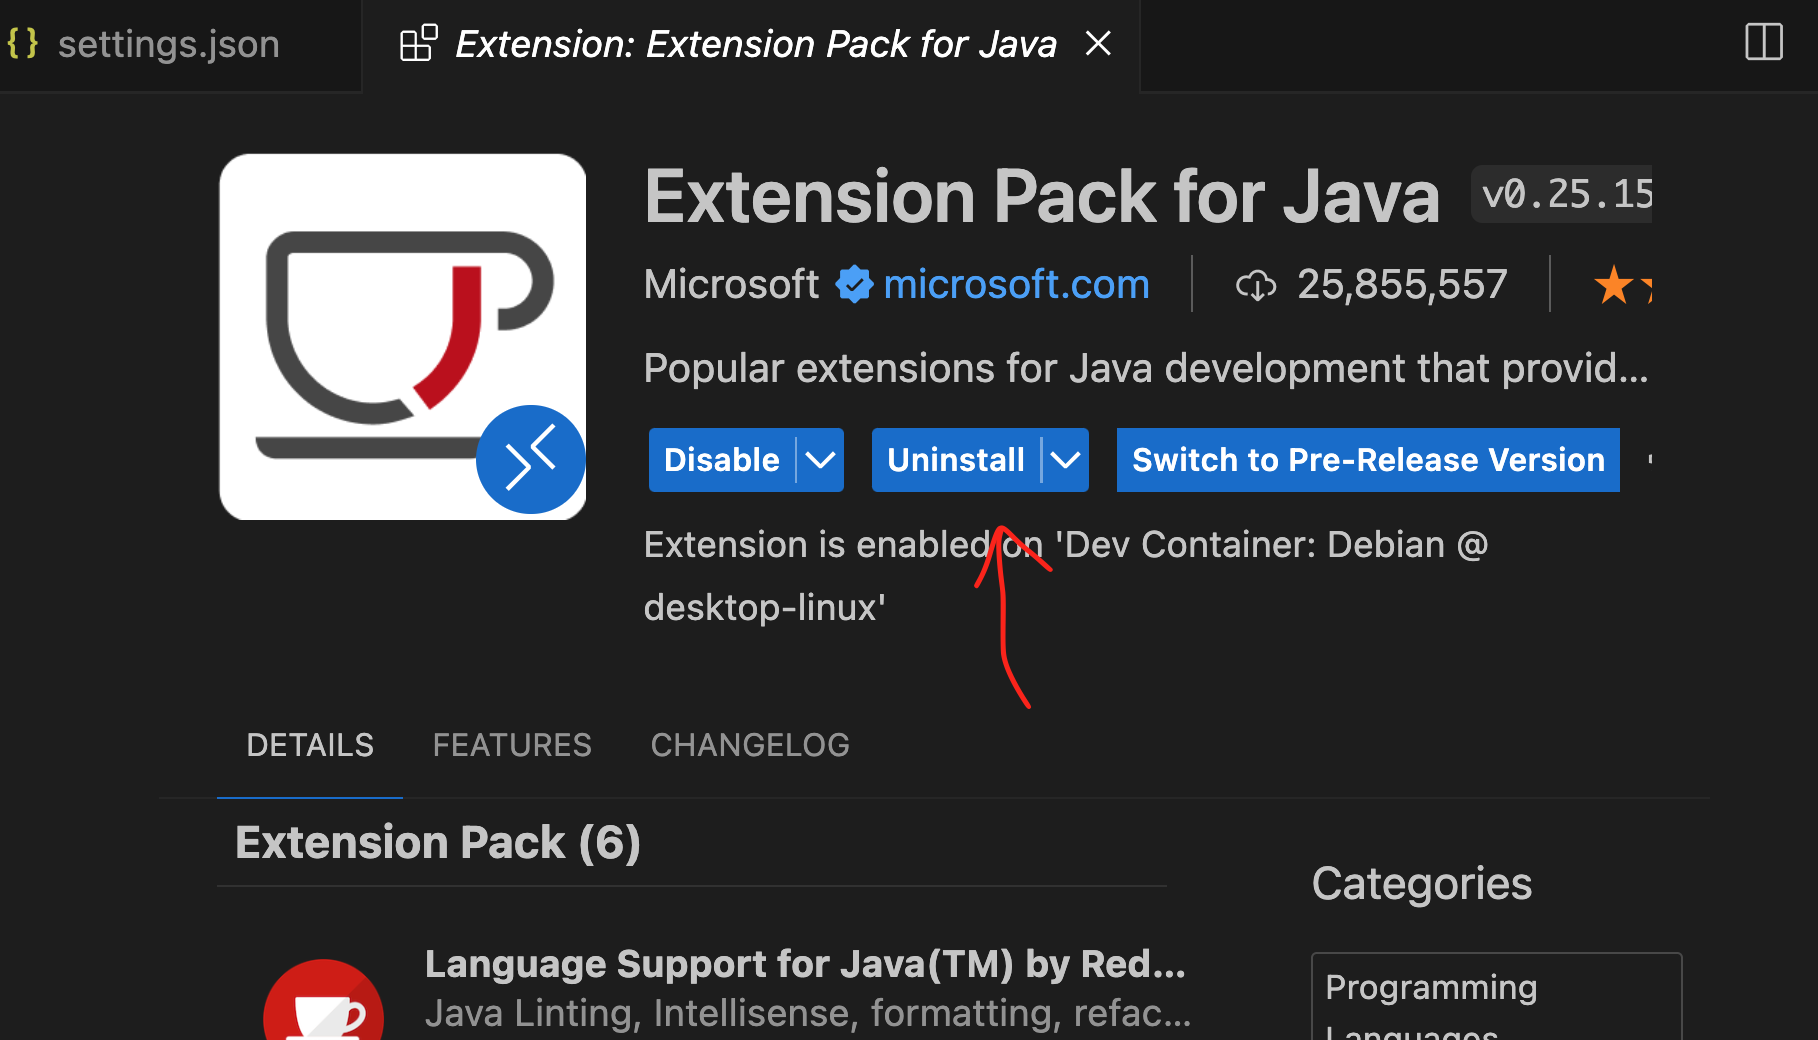 {} settings.json
Extension: Extension Pack for Java
Extension Pack for Java v0.25.15
Microsoft microsoft.com 25,855,557
Popular extensions for Java development that provid...
Disable Uninstall Switch to Pre-Release Version
Extension is enabled on 'Dev Container: Debian @
desktop-linux'
DETAILS FEATURES CHANGELOG
Extension Pack (6)
Language Support for Java(TM) by Red...
Java Linting, Intellisense, formatting, refac...
Categories
Programming
Languages